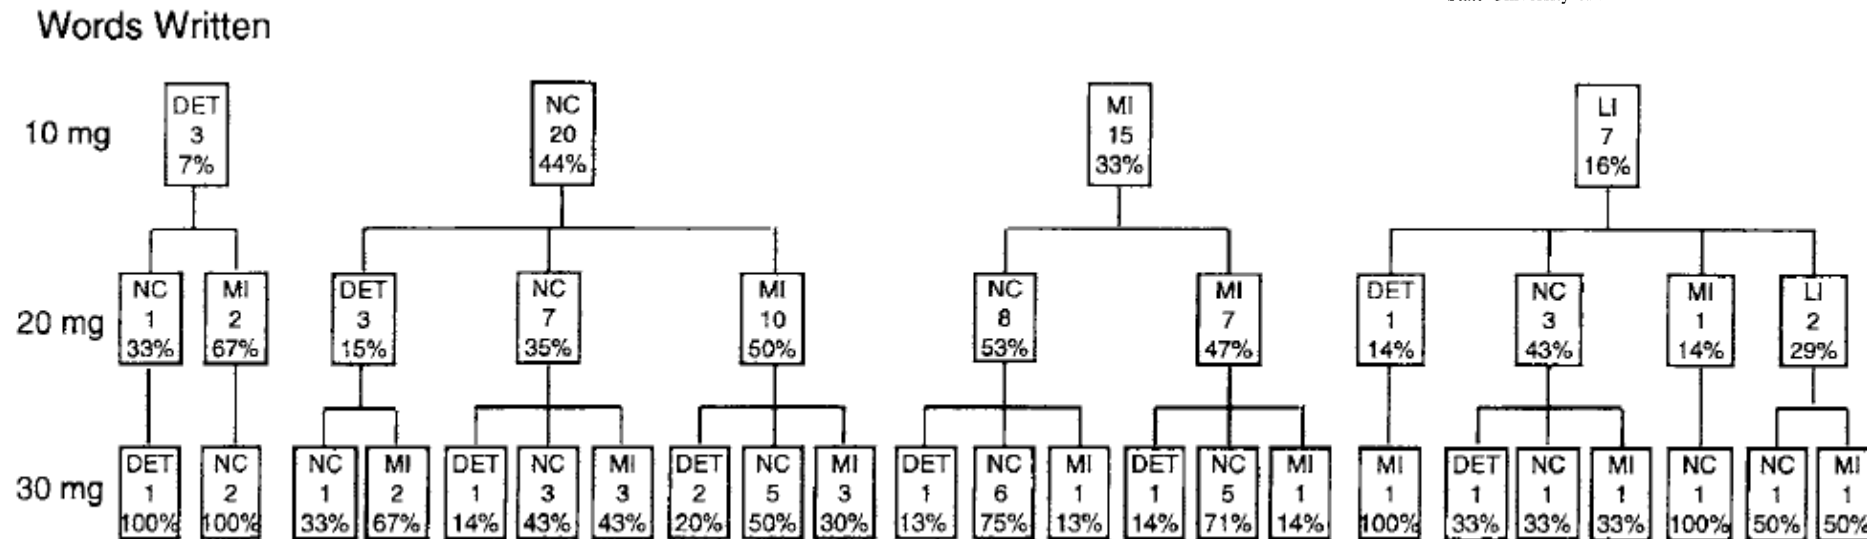 Words Written
10 mg
DET
3
7%
NC
20
44%
MI
15
33%
LI
7
16%
20 mg
NC
1
33%
MI
2
67%
DET
3
15%
NC
7
35%
MI
10
50%
NC
8
53%
MI
7
47%
DET
1
14%
NC
3
43%
MI
1
14%
LI
2
29%
30 mg
DET
1
100%
NC
2
100%
NC
1
33%
MI
2
67%
DET
1
14%
NC
3
43%
MI
3
43%
DET
2
20%
NC
5
50%
MI
3
30%
DET
1
13%
NC
6
75%
MI
1
13%
DET
1
14%
NC
5
71%
MI
1
14%
MI
1
100%
DET
1
33%
NC
1
33%
MI
1
33%
NC
1
100%
NC
1
50%
MI
1
50%